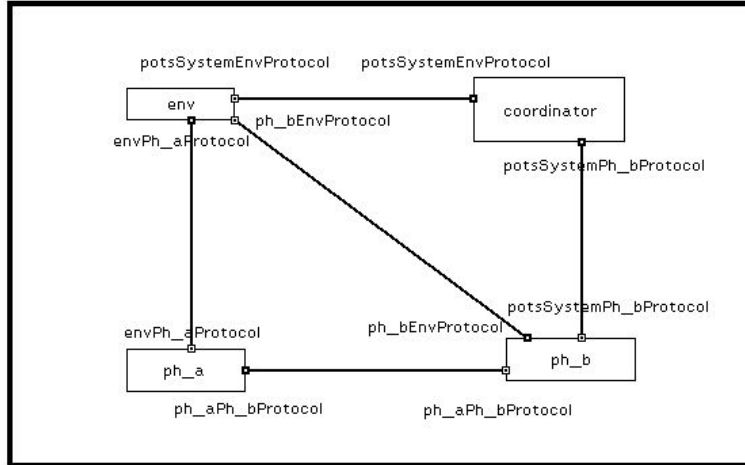 potsSystemEnvProtocol
potsSystemEnvProtocol
env
coordinator
ph_bEnvProtocol
envPh_aProtocol
potsSystemPh_bProtocol
potsSystemPh_bProtocol
ph_bEnvProtocol
envPh_aProtocol
ph_b
ph_a
ph_aPh_bProtocol
ph_aPh_bProtocol